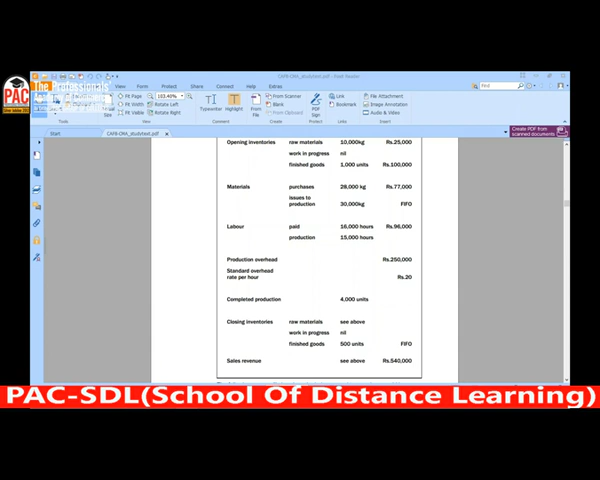 PAC
The Professionals'
CAF8-CMA_studytext.pdf - Foxit Reader
View
Form
Protect
Share
Connect
Help
Extras
Find
Fit Page
163.40%
From Scanner
Link
File Attachment
Fit Width
Rotate Left
Blank
Bookmark
Image Annotation
Fit Visible
Rotate Right
Typewriter
Highlight
From File
From Clipboard
PDF Sign
Audio & Video
Tools
View
Comment
Create
Protect
Links
Insert
Start
CAF8-CMA_studytext.pdf
Create PDF from scanned documents
Opening inventories raw materials 10,000kg Rs.25,000
work in progress nil
finished goods 1,000 units Rs.100,000
Materials purchases 28,000 kg Rs.77,000
issues to production 30,000kg FIFO
Labour paid 16,000 hours Rs.96,000
production 15,000 hours
Production overhead Rs.250,000
Standard overhead rate per hour Rs.20
Completed production 4,000 units
Closing inventories raw materials see above
work in progress nil
finished goods 500 units FIFO
Sales revenue see above Rs.540,000
PAC-SDL(School Of Distance Learning)